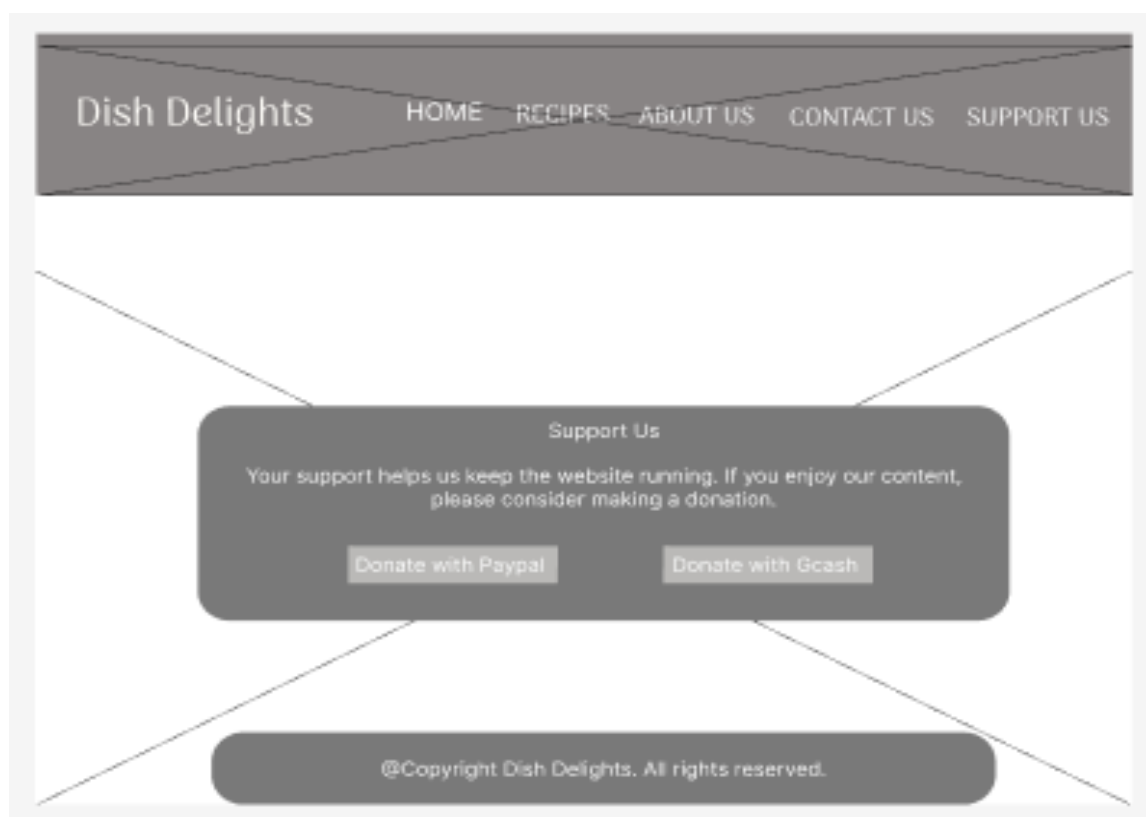 Dish Delights HOME RECIPES ABOUT US CONTACT US SUPPORT US
Support Us
Your support helps us keep the website running. If you enjoy our content,
please consider making a donation.
Donate with Paypal Donate with Gcash
@Copyright Dish Delights. All rights reserved.